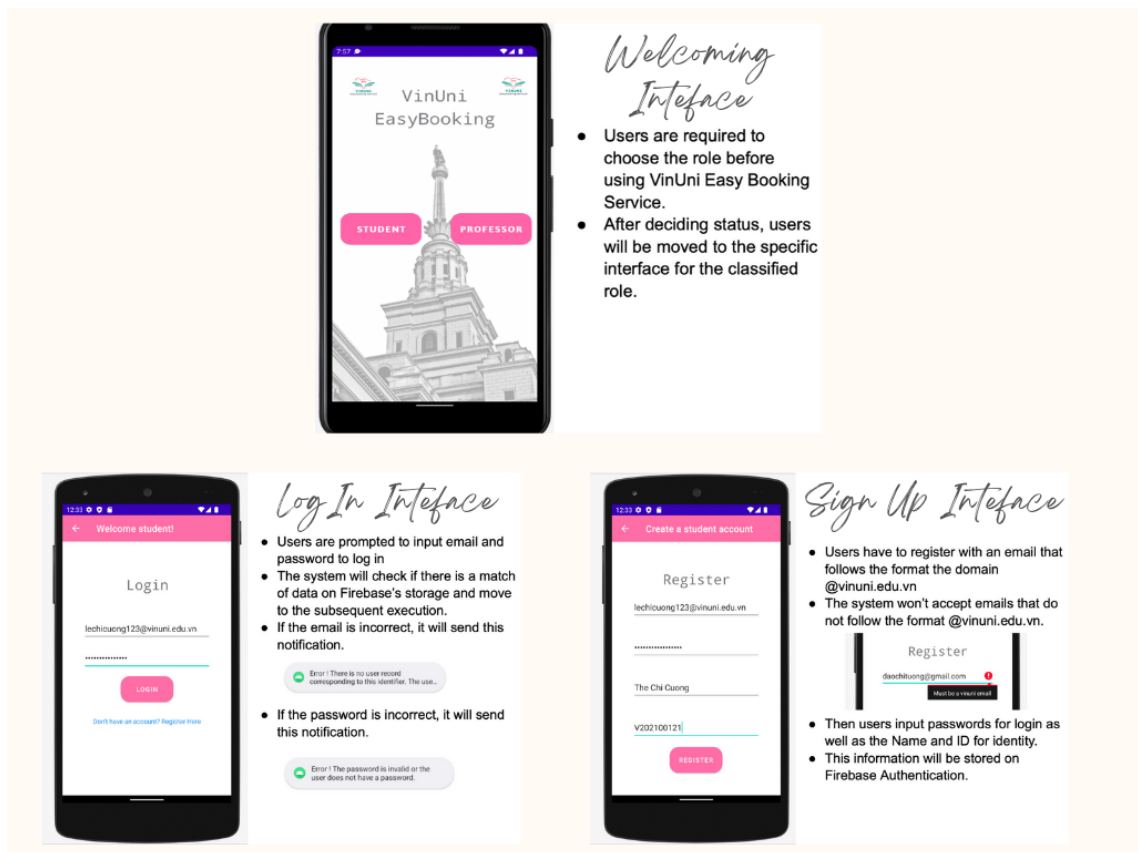 7:57
VinUni
EasyBooking
STUDENT
PROFESSOR
Welcoming
Inteface
● Users are required to
choose the role before
using VinUni Easy Booking
Service.
● After deciding status, users
will be moved to the specific
interface for the classified
role.
12:33
Welcome student!
Login
lechicuong123@vinuni.edu.vn
LOGIN
Don't have an account? Register Here
Log In Inteface
● Users are prompted to input email and
password to log in
● The system will check if there is a match
of data on Firebase's storage and move
to the subsequent execution.
● If the email is incorrect, it will send this
notification.
Error ! There is no user record
corresponding to this identifier. The use...
● If the password is incorrect, it will send
this notification.
Error ! The password is invalid or the
user does not have a password.
12:33
Create a student account
Register
lechicuong123@vinuni.edu.vn
The Chi Cuong
V202100121
REGISTER
Sign Up Inteface
● Users have to register with an email that
follows the format the domain
@vinuni.edu.vn
● The system won't accept emails that do
not follow the format @vinuni.edu.vn.
Register
daochituong@gmail.com
Must be a vinuni email
● Then users input passwords for login as
well as the Name and ID for identity.
● This information will be stored on
Firebase Authentication.